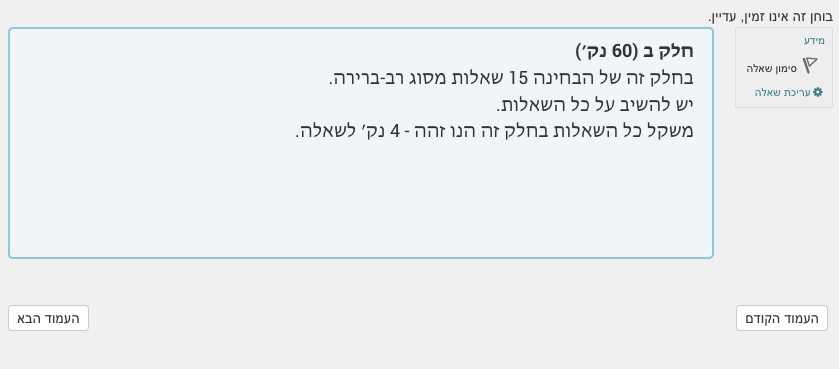 בוחן זה אינו זמין, עדיין.
מידע
סימון שאלה
עריכת שאלה
חלק ב (60 נק')
בחלק זה של הבחינה 15 שאלות מסוג רב-ברירה.
יש להשיב על כל השאלות.
משקל כל השאלות בחלק זה הנו זהה - 4 נק' לשאלה.
העמוד הקודם
העמוד הבא